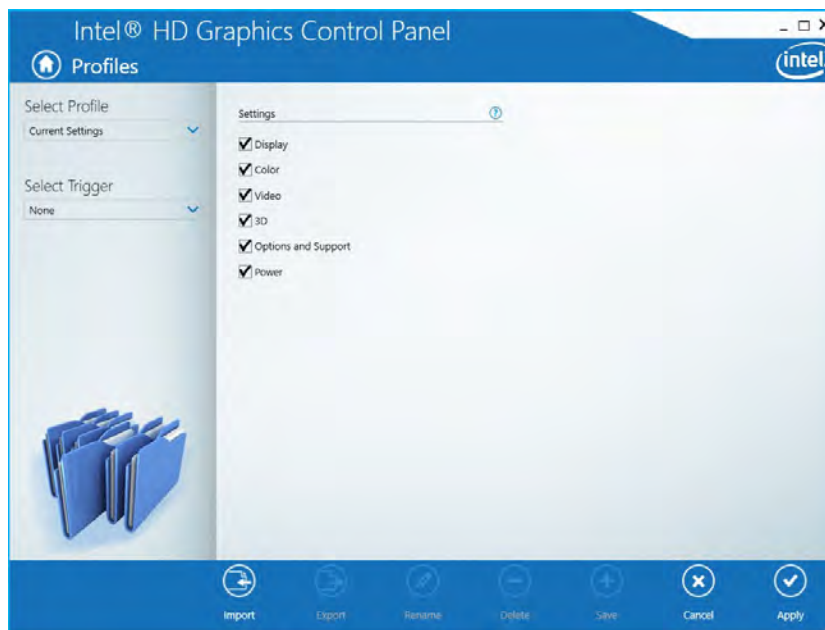 Intel® HD Graphics Control Panel
Profiles
intel
Select Profile
Current Settings
Select Trigger
None
Settings
Display
Color
Video
3D
Options and Support
Power
Import
Export
Rename
Delete
Save
Cancel
Apply